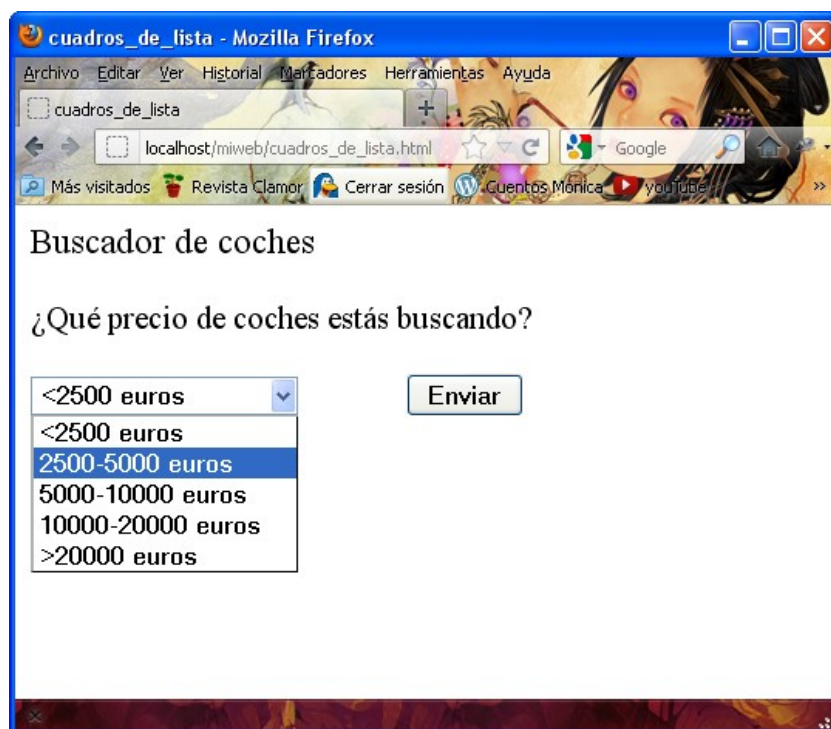 cuadros_de_lista - Mozilla Firefox
Archivo Editar Ver Historial Marcadores Herramientas Ayuda
cuadros_de_lista
localhost/miweb/cuadros_de_lista.html Google
Más visitados Revista Clamor Cerrar sesión Cuentos Mónica youTube
Buscador de coches
¿Qué precio de coches estás buscando?
<2500 euros Enviar
<2500 euros
2500-5000 euros
5000-10000 euros
10000-20000 euros
>20000 euros